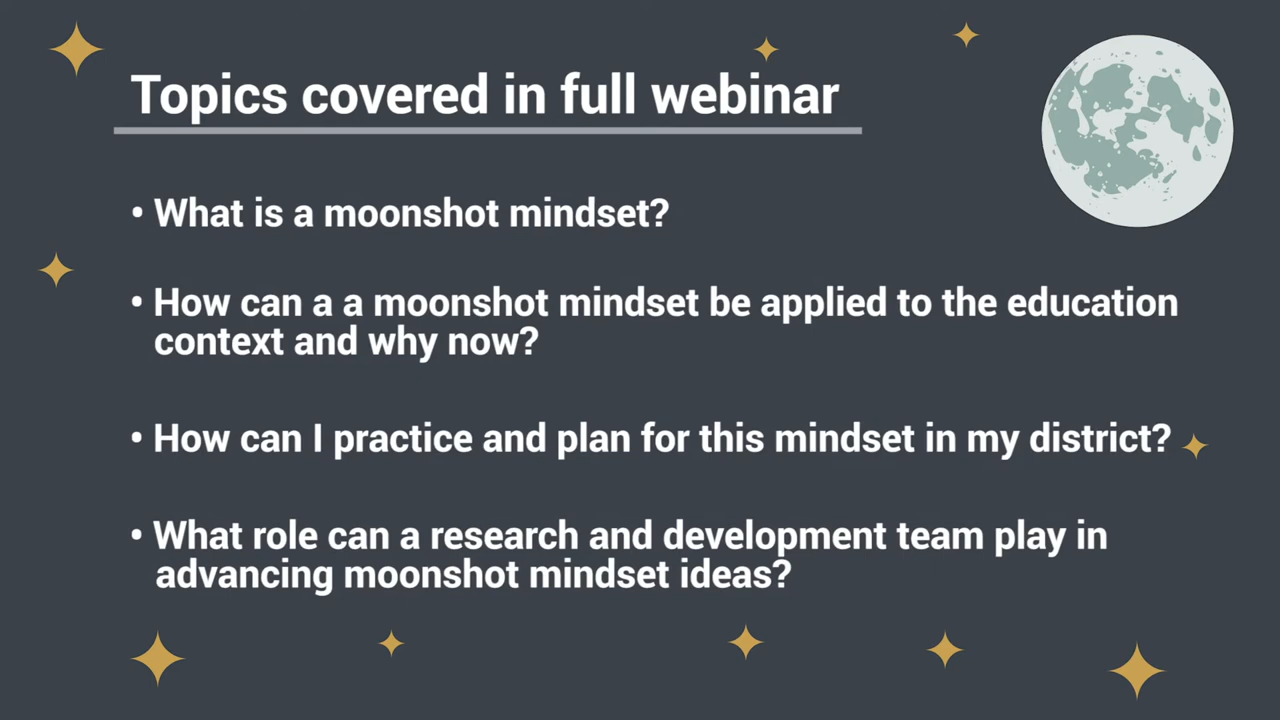 Topics covered in full webinar
• What is a moonshot mindset?
• How can a a moonshot mindset be applied to the education
context and why now?
• How can I practice and plan for this mindset in my district?
• What role can a research and development team play in
advancing moonshot mindset ideas?